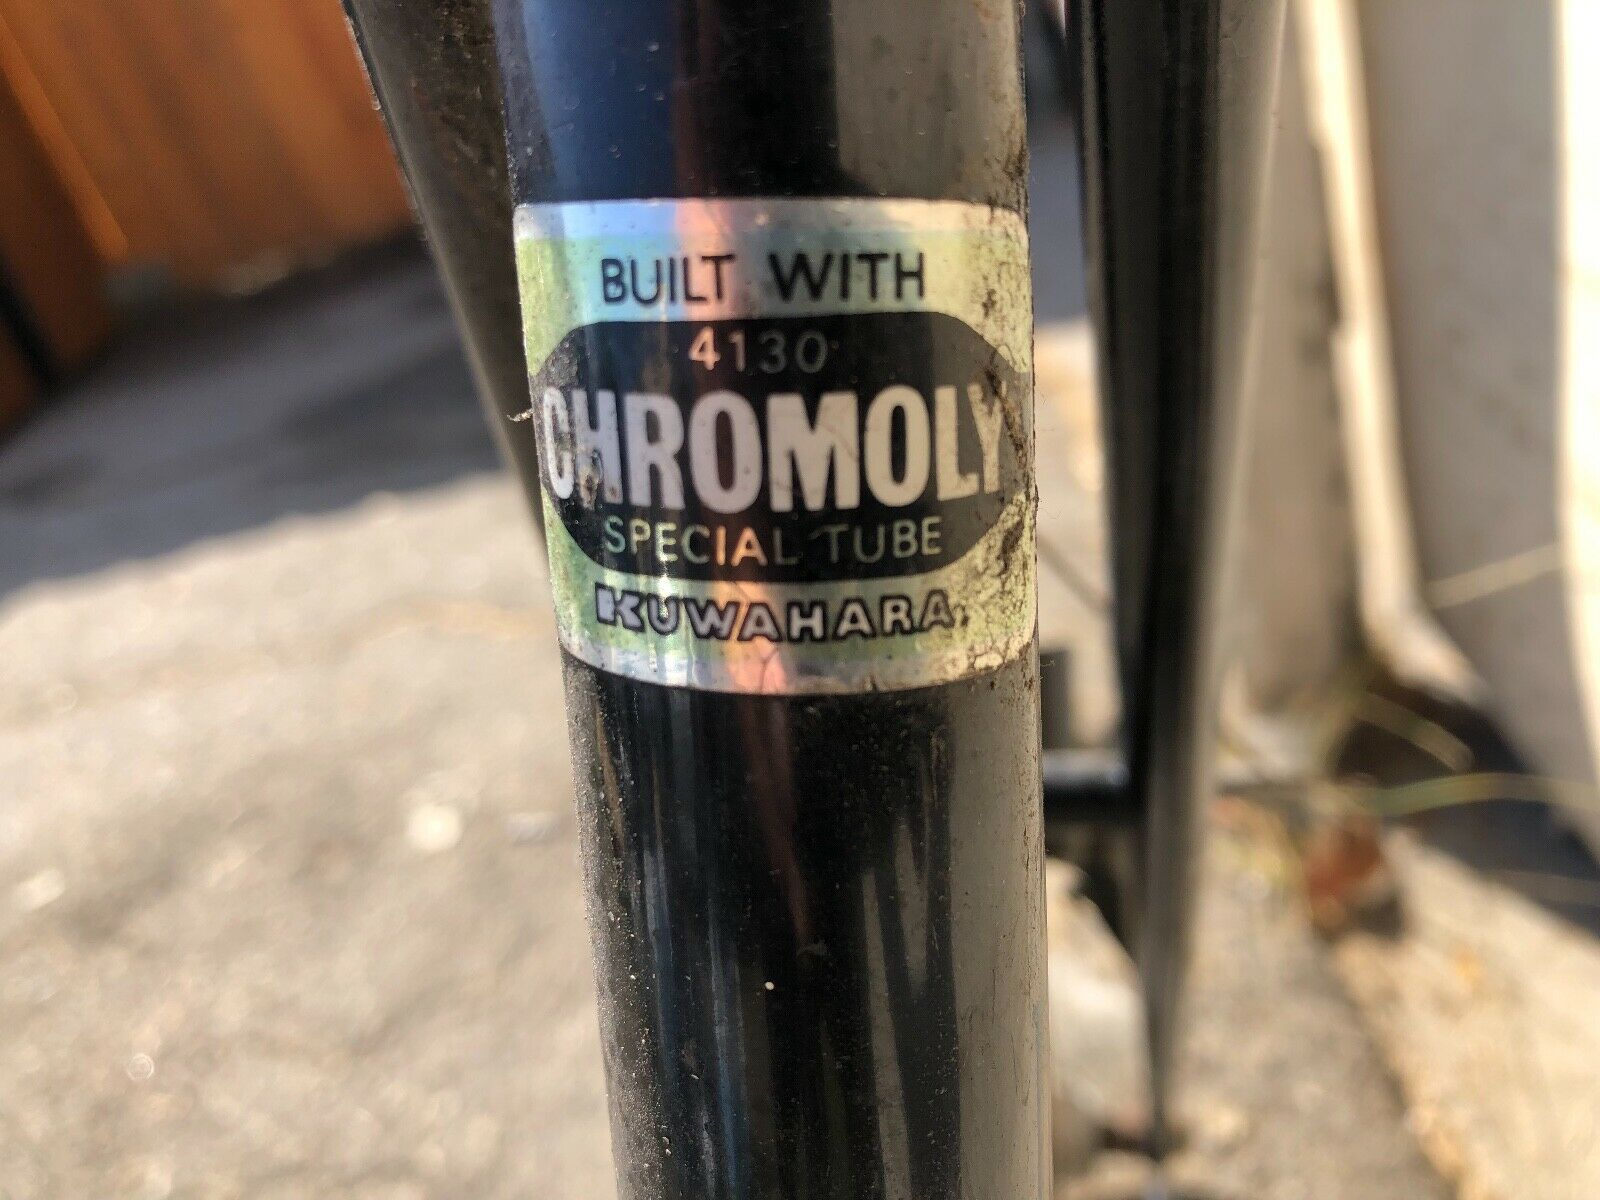 BUILT WITH
4130
CHROMOLY
SPECIAL TUBE
KUWAHARA